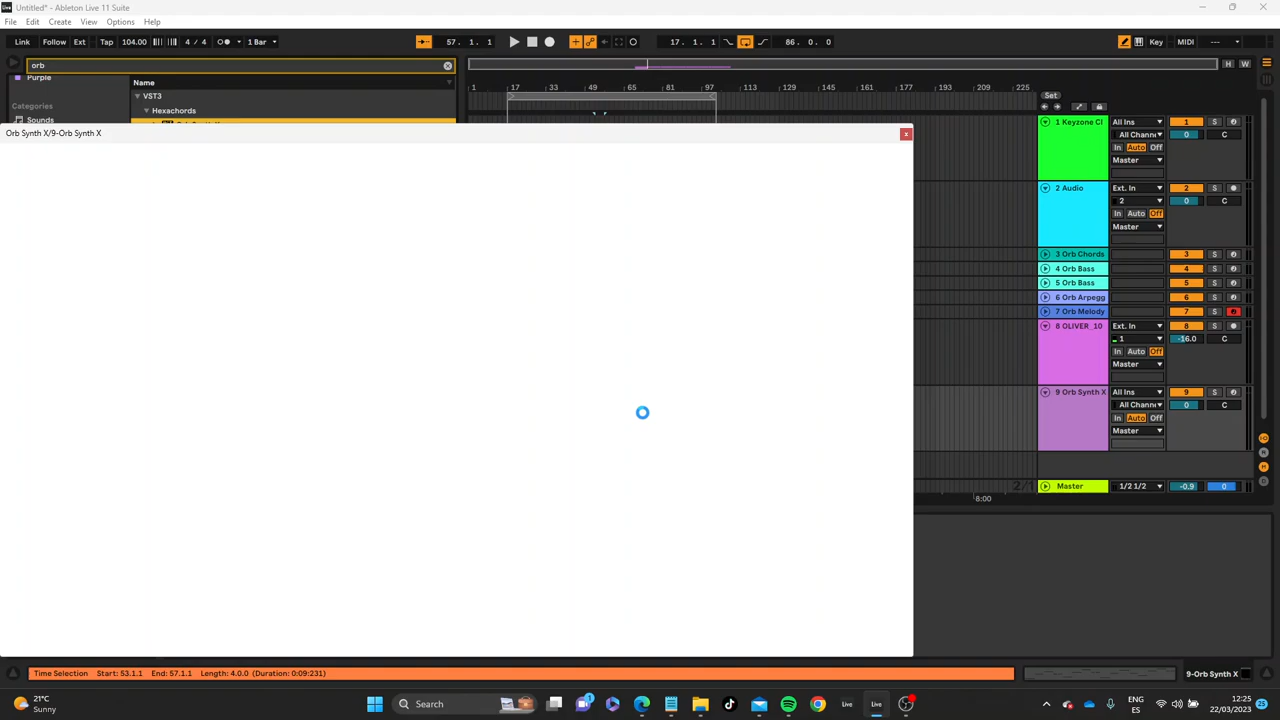 Untitled* - Ableton Live 11 Suite
File Edit Create View Options Help
Link Follow Ext Tap 104.00 4 / 4 1 Bar 57. 1. 1 17. 1. 1 86. 0. 0 Key MIDI
orb
H W
Purple
Name
1 17 33 49 65 81 97 113 129 145 161 177 193 209 225
Categories
VST3
Set
Sounds
Hexachords
Orb Synth X/9-Orb Synth X
1 Keyzone Cl All Ins 1 S
All Channe 0 C
In Auto Off
Master
2 Audio Ext. In 2 S
2 0 C
In Auto Off
Master
3 Orb Chords 3 S
4 Orb Bass 4 S
5 Orb Bass 5 S
6 Orb Arpegg 6 S
7 Orb Melody 7 S
8 OLIVER_10 Ext. In 8 S
1 -16.0 C
In Auto Off
Master
9 Orb Synth X All Ins 9 S
All Channe 0 C
In Auto Off
Master
2/1 Master 1/2 1/2 -0.9 0
8:00
Time Selection Start: 53.1.1 End: 57.1.1 Length: 4.0.0 (Duration: 0:09:231)
9-Orb Synth X
21°C
Sunny
Search
1
Live
Live
ENG
ES
12:25
22/03/2023
25